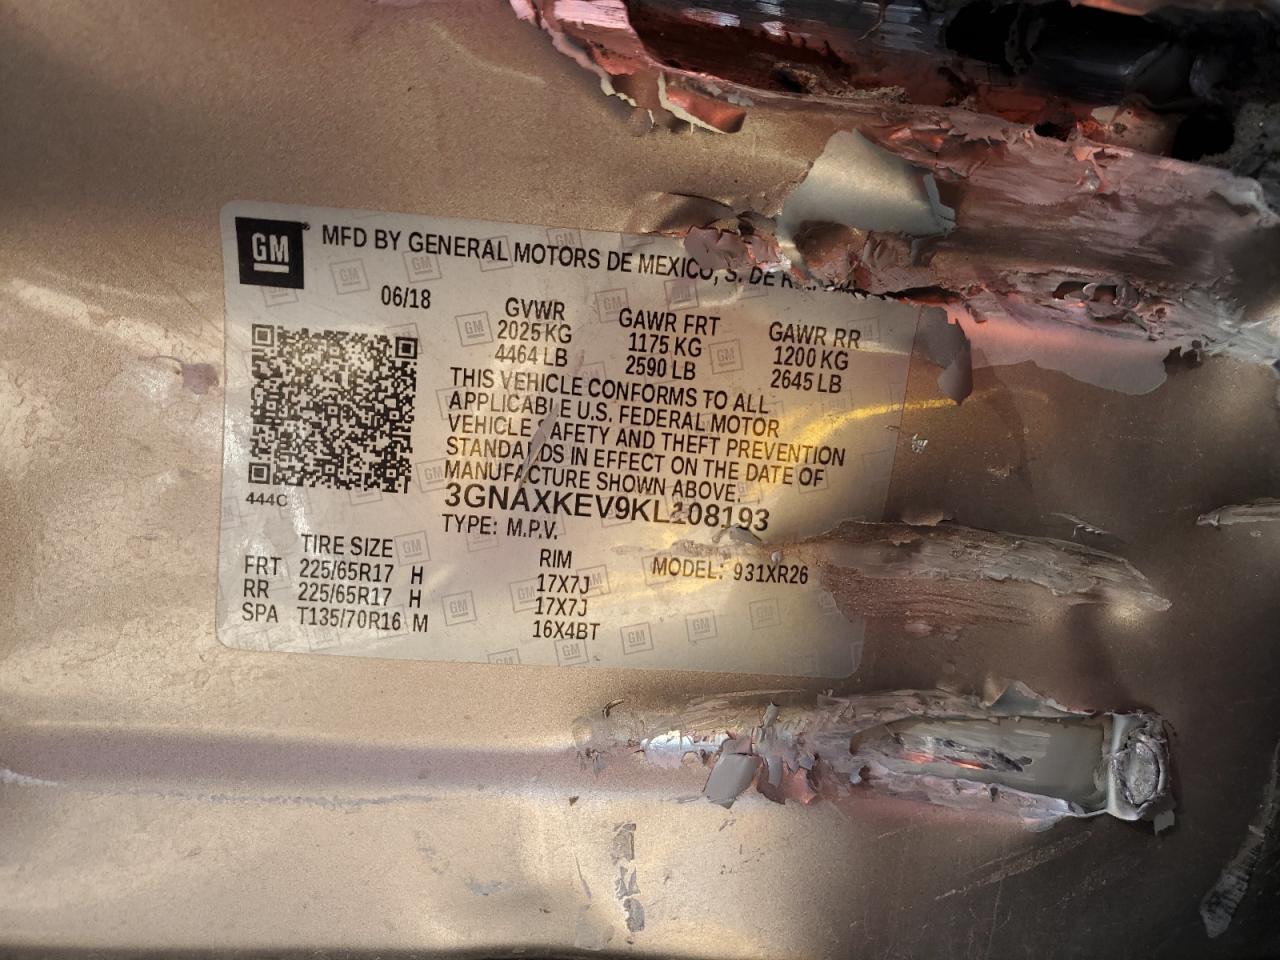 GM
MFD BY GENERAL MOTORS DE MEXICO, S. DE
06/18
GVWR GAWR FRT GAWR RR
2025 KG 1175 KG 1200 KG
4464 LB 2590 LB 2645 LB
THIS VEHICLE CONFORMS TO ALL
APPLICABLE U.S. FEDERAL MOTOR
VEHICLE SAFETY AND THEFT PREVENTION
STANDARDS IN EFFECT ON THE DATE OF
MANUFACTURE SHOWN ABOVE.
444C
3GNAXKEV9KL108193
TYPE: M.P.V.
TIRE SIZE RIM MODEL: 931XR26
FRT 225/65R17 H 17X7J
RR 225/65R17 H 17X7J
SPA T135/70R16 M 16X4BT